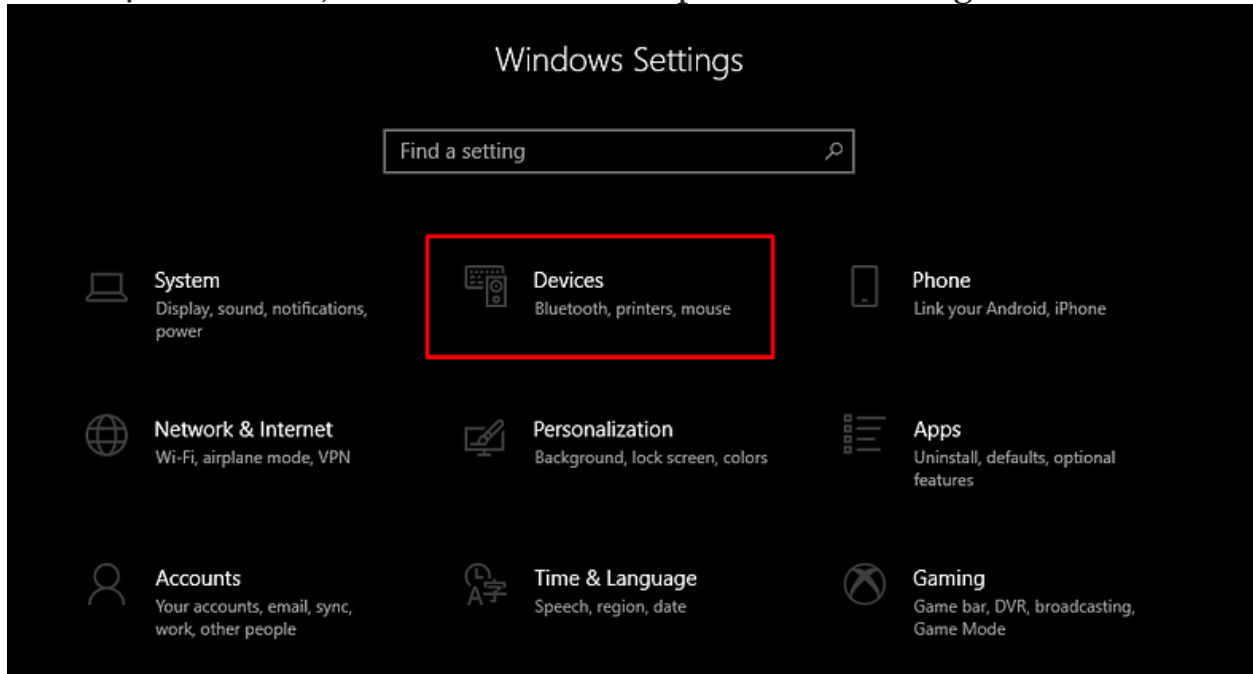 Windows Settings
Find a setting
System
Display, sound, notifications,
power
Devices
Bluetooth, printers, mouse
Phone
Link your Android, iPhone
Network & Internet
Wi-Fi, airplane mode, VPN
Personalization
Background, lock screen, colors
Apps
Uninstall, defaults, optional
features
Accounts
Your accounts, email, sync,
work, other people
Time & Language
Speech, region, date
Gaming
Game bar, DVR, broadcasting,
Game Mode